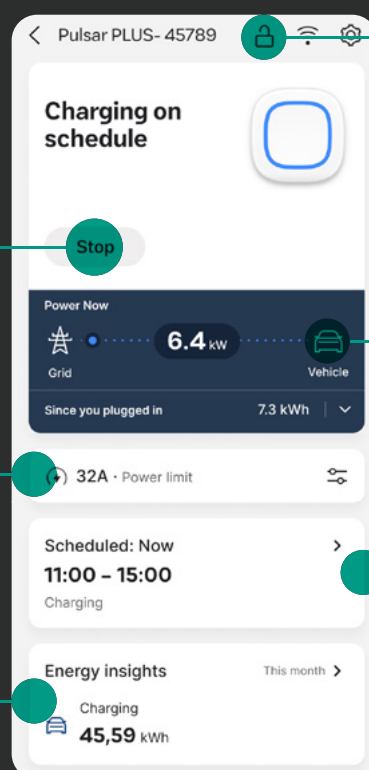 Pulsar PLUS- 45789
Charging on
schedule
Stop
Power Now
6.4 kW
Grid
Vehicle
Since you plugged in 7.3 kWh
32A · Power limit
Scheduled: Now
11:00 – 15:00
Charging
Energy insights This month
Charging
45,59 kWh